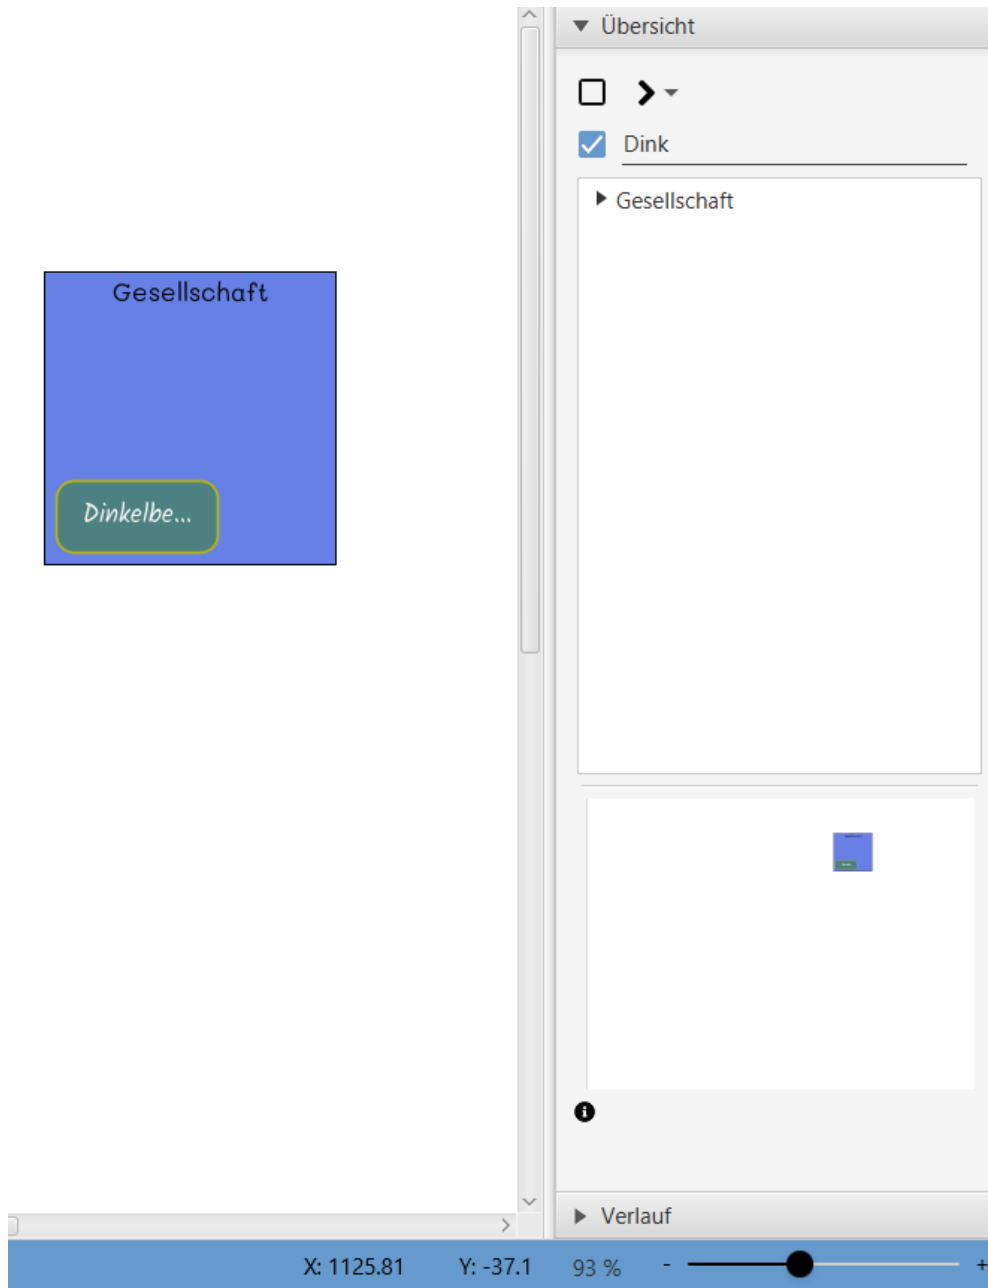 Übersicht
Dink
Gesellschaft
Gesellschaft
Dinkelbe...
Verlauf
X: 1125.81 Y: -37.1 93 % - +